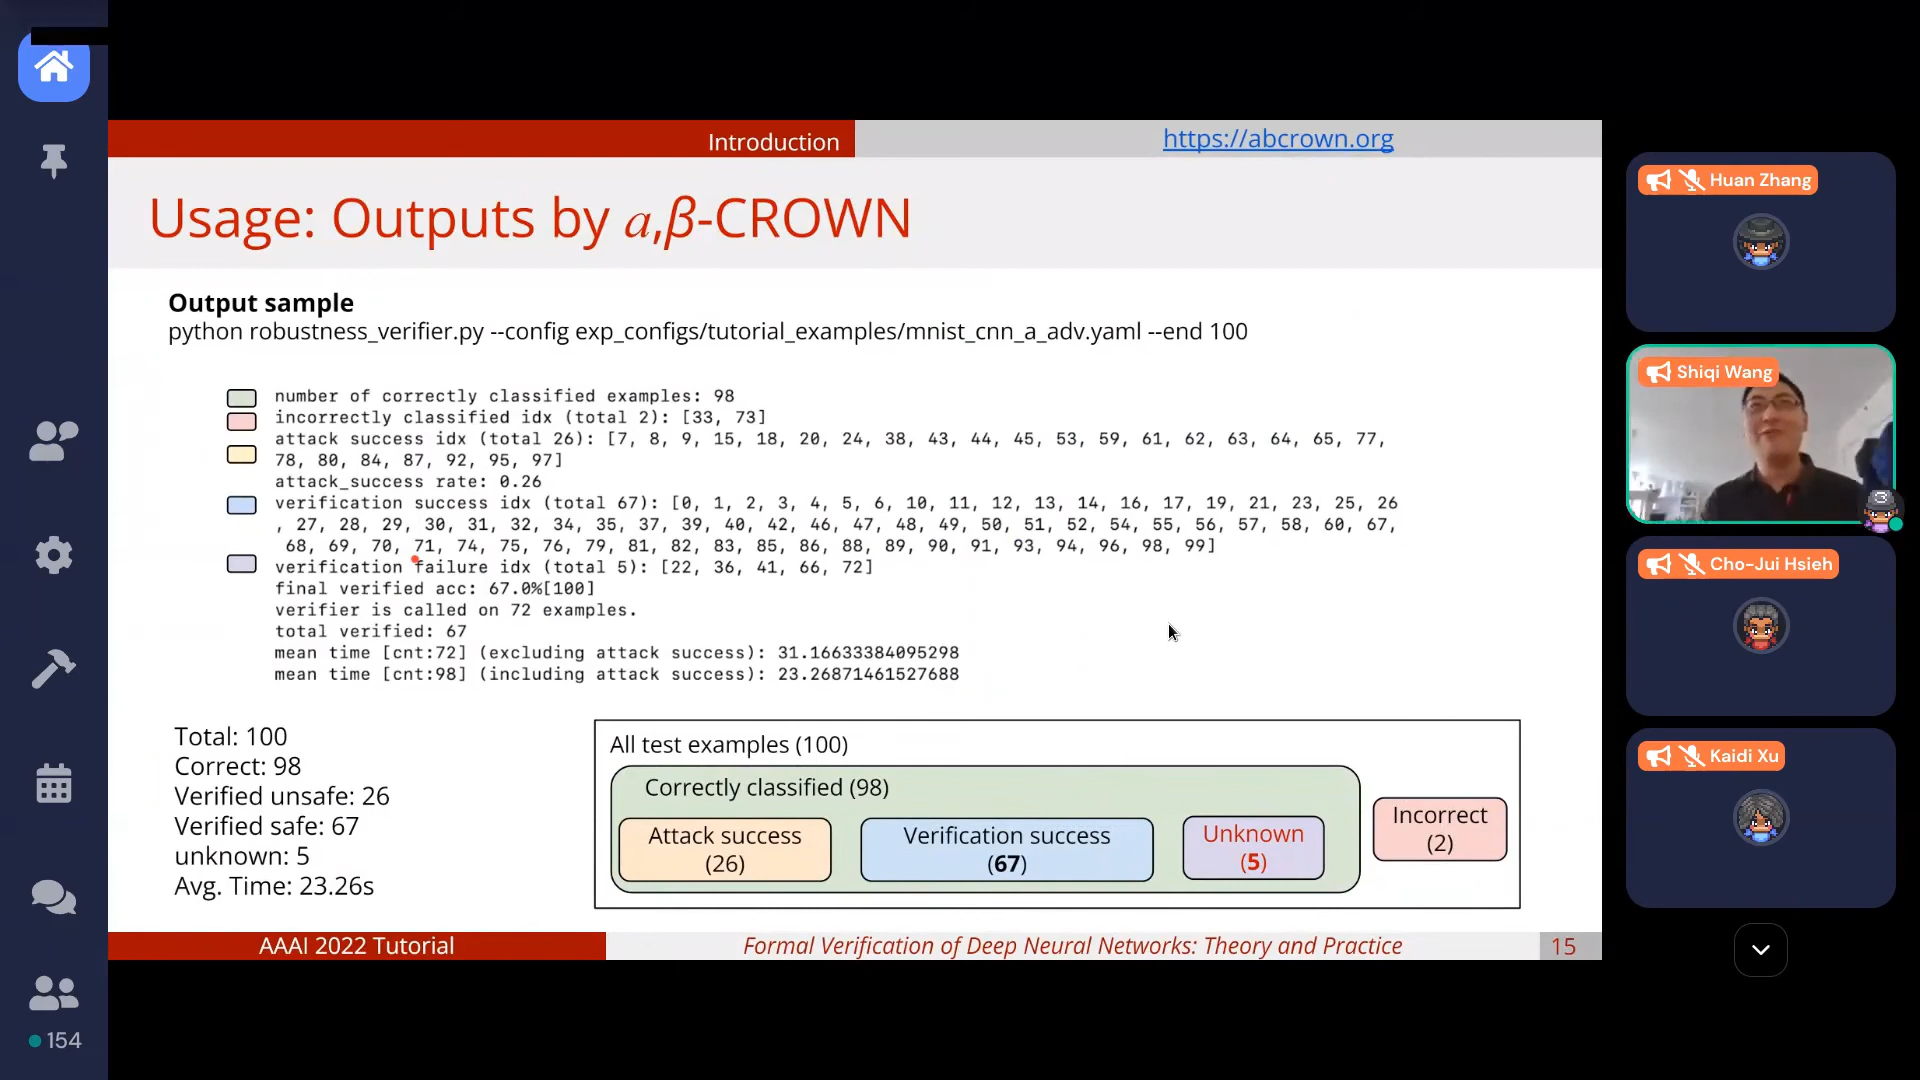 Introduction
https://abcrown.org
Usage: Outputs by α,β-CROWN
Output sample
python robustness_verifier.py --config exp_configs/tutorial_examples/mnist_cnn_a_adv.yaml --end 100
number of correctly classified examples: 98
incorrectly classified idx (total 2): [33, 73]
attack success idx (total 26): [7, 8, 9, 15, 18, 20, 24, 38, 43, 44, 45, 53, 59, 61, 62, 63, 64, 65, 77,
78, 80, 84, 87, 92, 95, 97]
attack_success rate: 0.26
verification success idx (total 67): [0, 1, 2, 3, 4, 5, 6, 10, 11, 12, 13, 14, 16, 17, 19, 21, 23, 25, 26
, 27, 28, 29, 30, 31, 32, 34, 35, 37, 39, 40, 42, 46, 47, 48, 49, 50, 51, 52, 54, 55, 56, 57, 58, 60, 67,
68, 69, 70, 71, 74, 75, 76, 79, 81, 82, 83, 85, 86, 88, 89, 90, 91, 93, 94, 96, 98, 99]
verification failure idx (total 5): [22, 36, 41, 66, 72]
final verified acc: 67.0%[100]
verifier is called on 72 examples.
total verified: 67
mean time [cnt:72] (excluding attack success): 31.16633384095298
mean time [cnt:98] (including attack success): 23.26871461527688
Total: 100
Correct: 98
Verified unsafe: 26
Verified safe: 67
unknown: 5
Avg. Time: 23.26s
All test examples (100)
Correctly classified (98)
Attack success
(26)
Verification success
(67)
Unknown
(5)
Incorrect
(2)
AAAI 2022 Tutorial
Formal Verification of Deep Neural Networks: Theory and Practice
15
Huan Zhang
Shiqi Wang
Cho-Jui Hsieh
Kaidi Xu
154